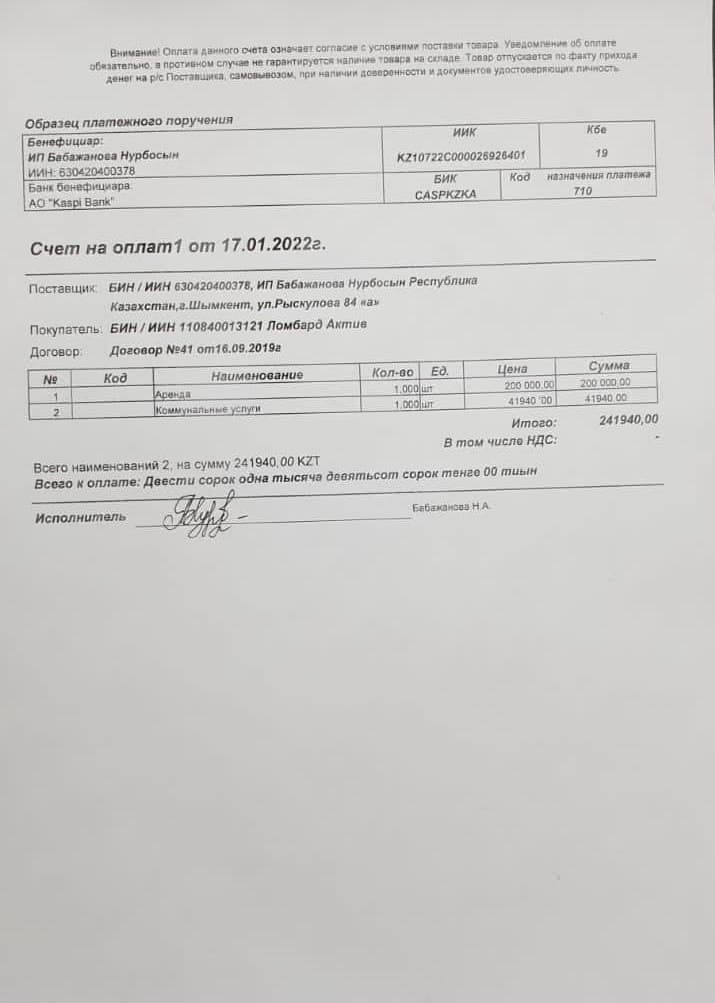 Внимание! Оплата данного счета означает согласие с условиями поставки товара. Уведомление об оплате
обязательно, в противном случае не гарантируется наличие товара на складе. Товар отпускается по факту прихода
денег на р/с Поставщика, самовывозом, при наличии доверенности и документов удостоверяющих личность.
Образец платежного поручения
Бенефициар:
ИП Бабажанова Нурбосын
ИИН: 630420400378
ИИК
KZ10722C000026926401
Кбе
19
Банк бенефициара:
АО "Kaspi Bank"
БИК
CASPKZKA
Код назначения платежа
710
Счет на оплат1 от 17.01.2022г.
Поставщик: БИН / ИИН 630420400378, ИП Бабажанова Нурбосын Республика
Казахстан,г.Шымкент, ул.Рыскулова 84 «а»
Покупатель: БИН / ИИН 110840013121 Ломбард Актив
Договор: Договор №41 от16.09.2019г
№ Код Наименование Кол-во Ед. Цена Сумма
1 Аренда 1,000 шт 200 000,00 200 000,00
2 Коммунальные услуги 1,000 шт 41940 '00 41940 00
Итого: 241940,00
В том числе НДС: -
Всего наименований 2, на сумму 241940,00 KZT
Всего к оплате: Двести сорок одна тысяча девятьсот сорок тенге 00 тиын
Исполнитель
Бабажанова Н.А.